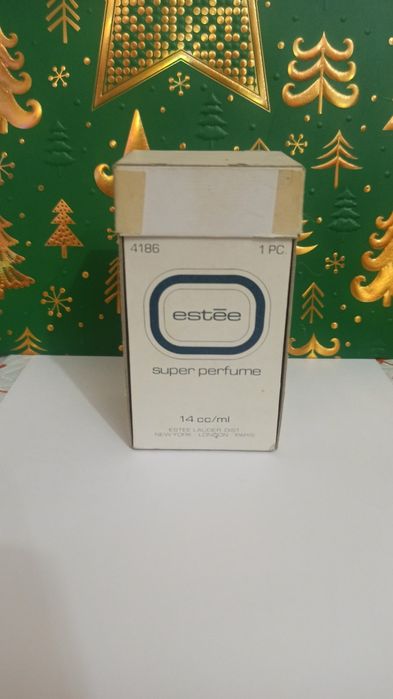 4186 1 PC.
estēe
super perfume
14 cc/ml
ESTEE LAUDER DIST.
NEW YORK · LONDON · PARIS